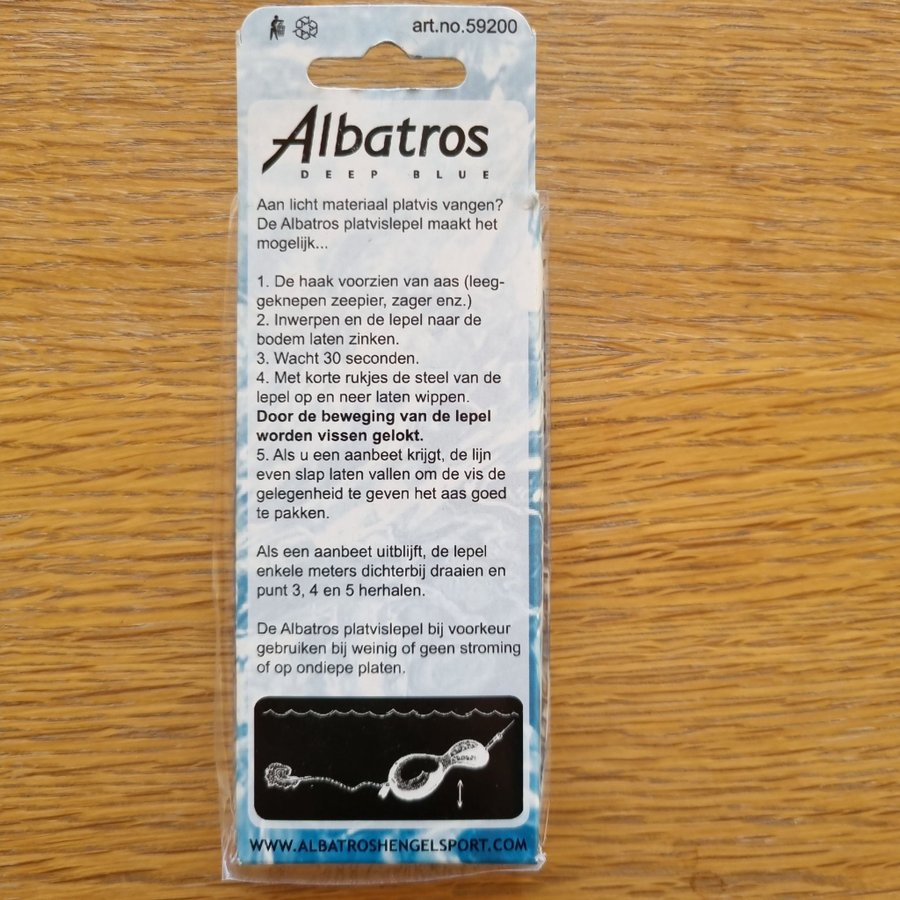 art.no.59200
Albatros
DEEP BLUE
Aan licht materiaal platvis vangen?
De Albatros platvislepel maakt het
mogelijk...
1. De haak voorzien van aas (leeg-
geknepen zeepier, zager enz.)
2. Inwerpen en de lepel naar de
bodem laten zinken.
3. Wacht 30 seconden.
4. Met korte rukjes de steel van de
lepel op en neer laten wippen.
Door de beweging van de lepel
worden vissen gelokt.
5. Als u een aanbeet krijgt, de lijn
even slap laten vallen om de vis de
gelegenheid te geven het aas goed
te pakken.
Als een aanbeet uitblijft, de lepel
enkele meters dichterbij draaien en
punt 3, 4 en 5 herhalen.
De Albatros platvislepel bij voorkeur
gebruiken bij weinig of geen stroming
of op ondiepe platen.
WWW.ALBATROSHENGELSPORT.COM